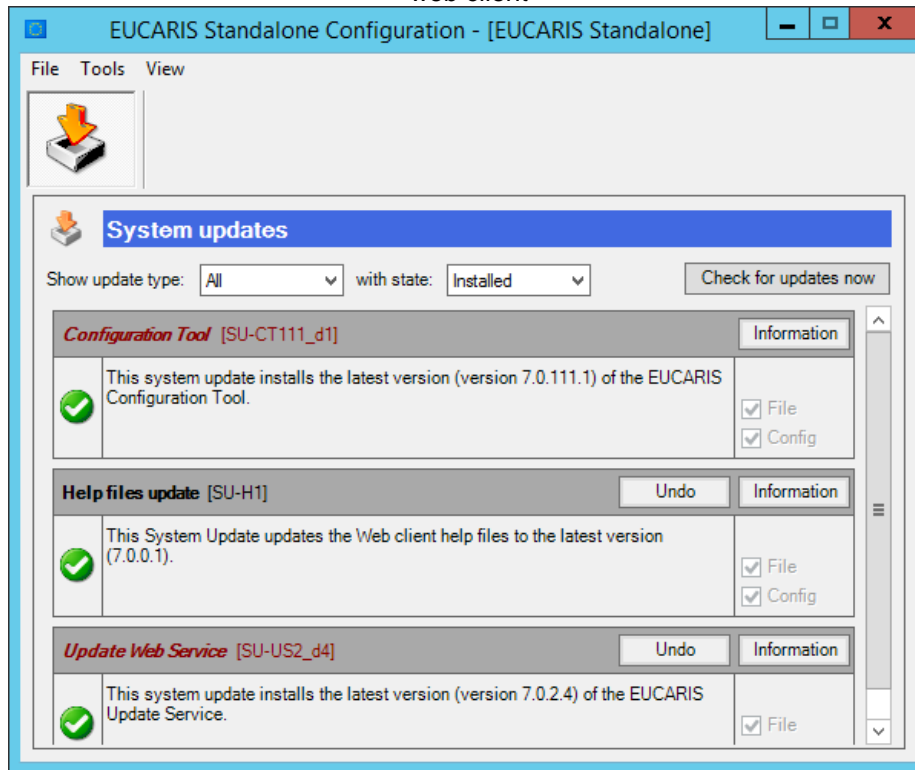 EUCARIS Standalone Configuration - [EUCARIS Standalone]
File Tools View
System updates
Show update type: All with state: Installed Check for updates now
Configuration Tool [SU-CT111_d1] Information
This system update installs the latest version (version 7.0.111.1) of the EUCARIS
Configuration Tool.
File
Config
Help files update [SU-H1] Undo Information
This System Update updates the Web client help files to the latest version
(7.0.0.1).
File
Config
Update Web Service [SU-US2_d4] Undo Information
This system update installs the latest version (version 7.0.2.4) of the EUCARIS
Update Service.
File